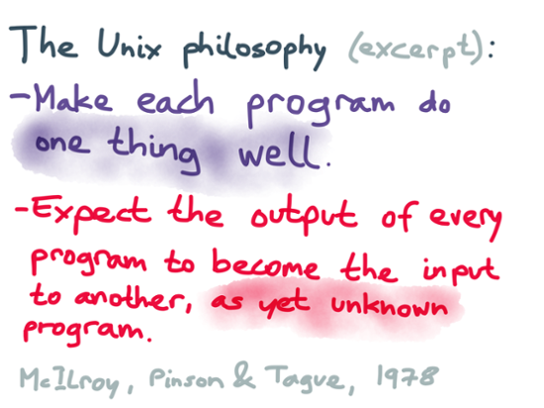 The Unix philosophy (excerpt):
-Make each program do
one thing well.
-Expect the output of every
program to become the input
to another, as yet unknown
program.
McIlroy, Pinson & Tague, 1978